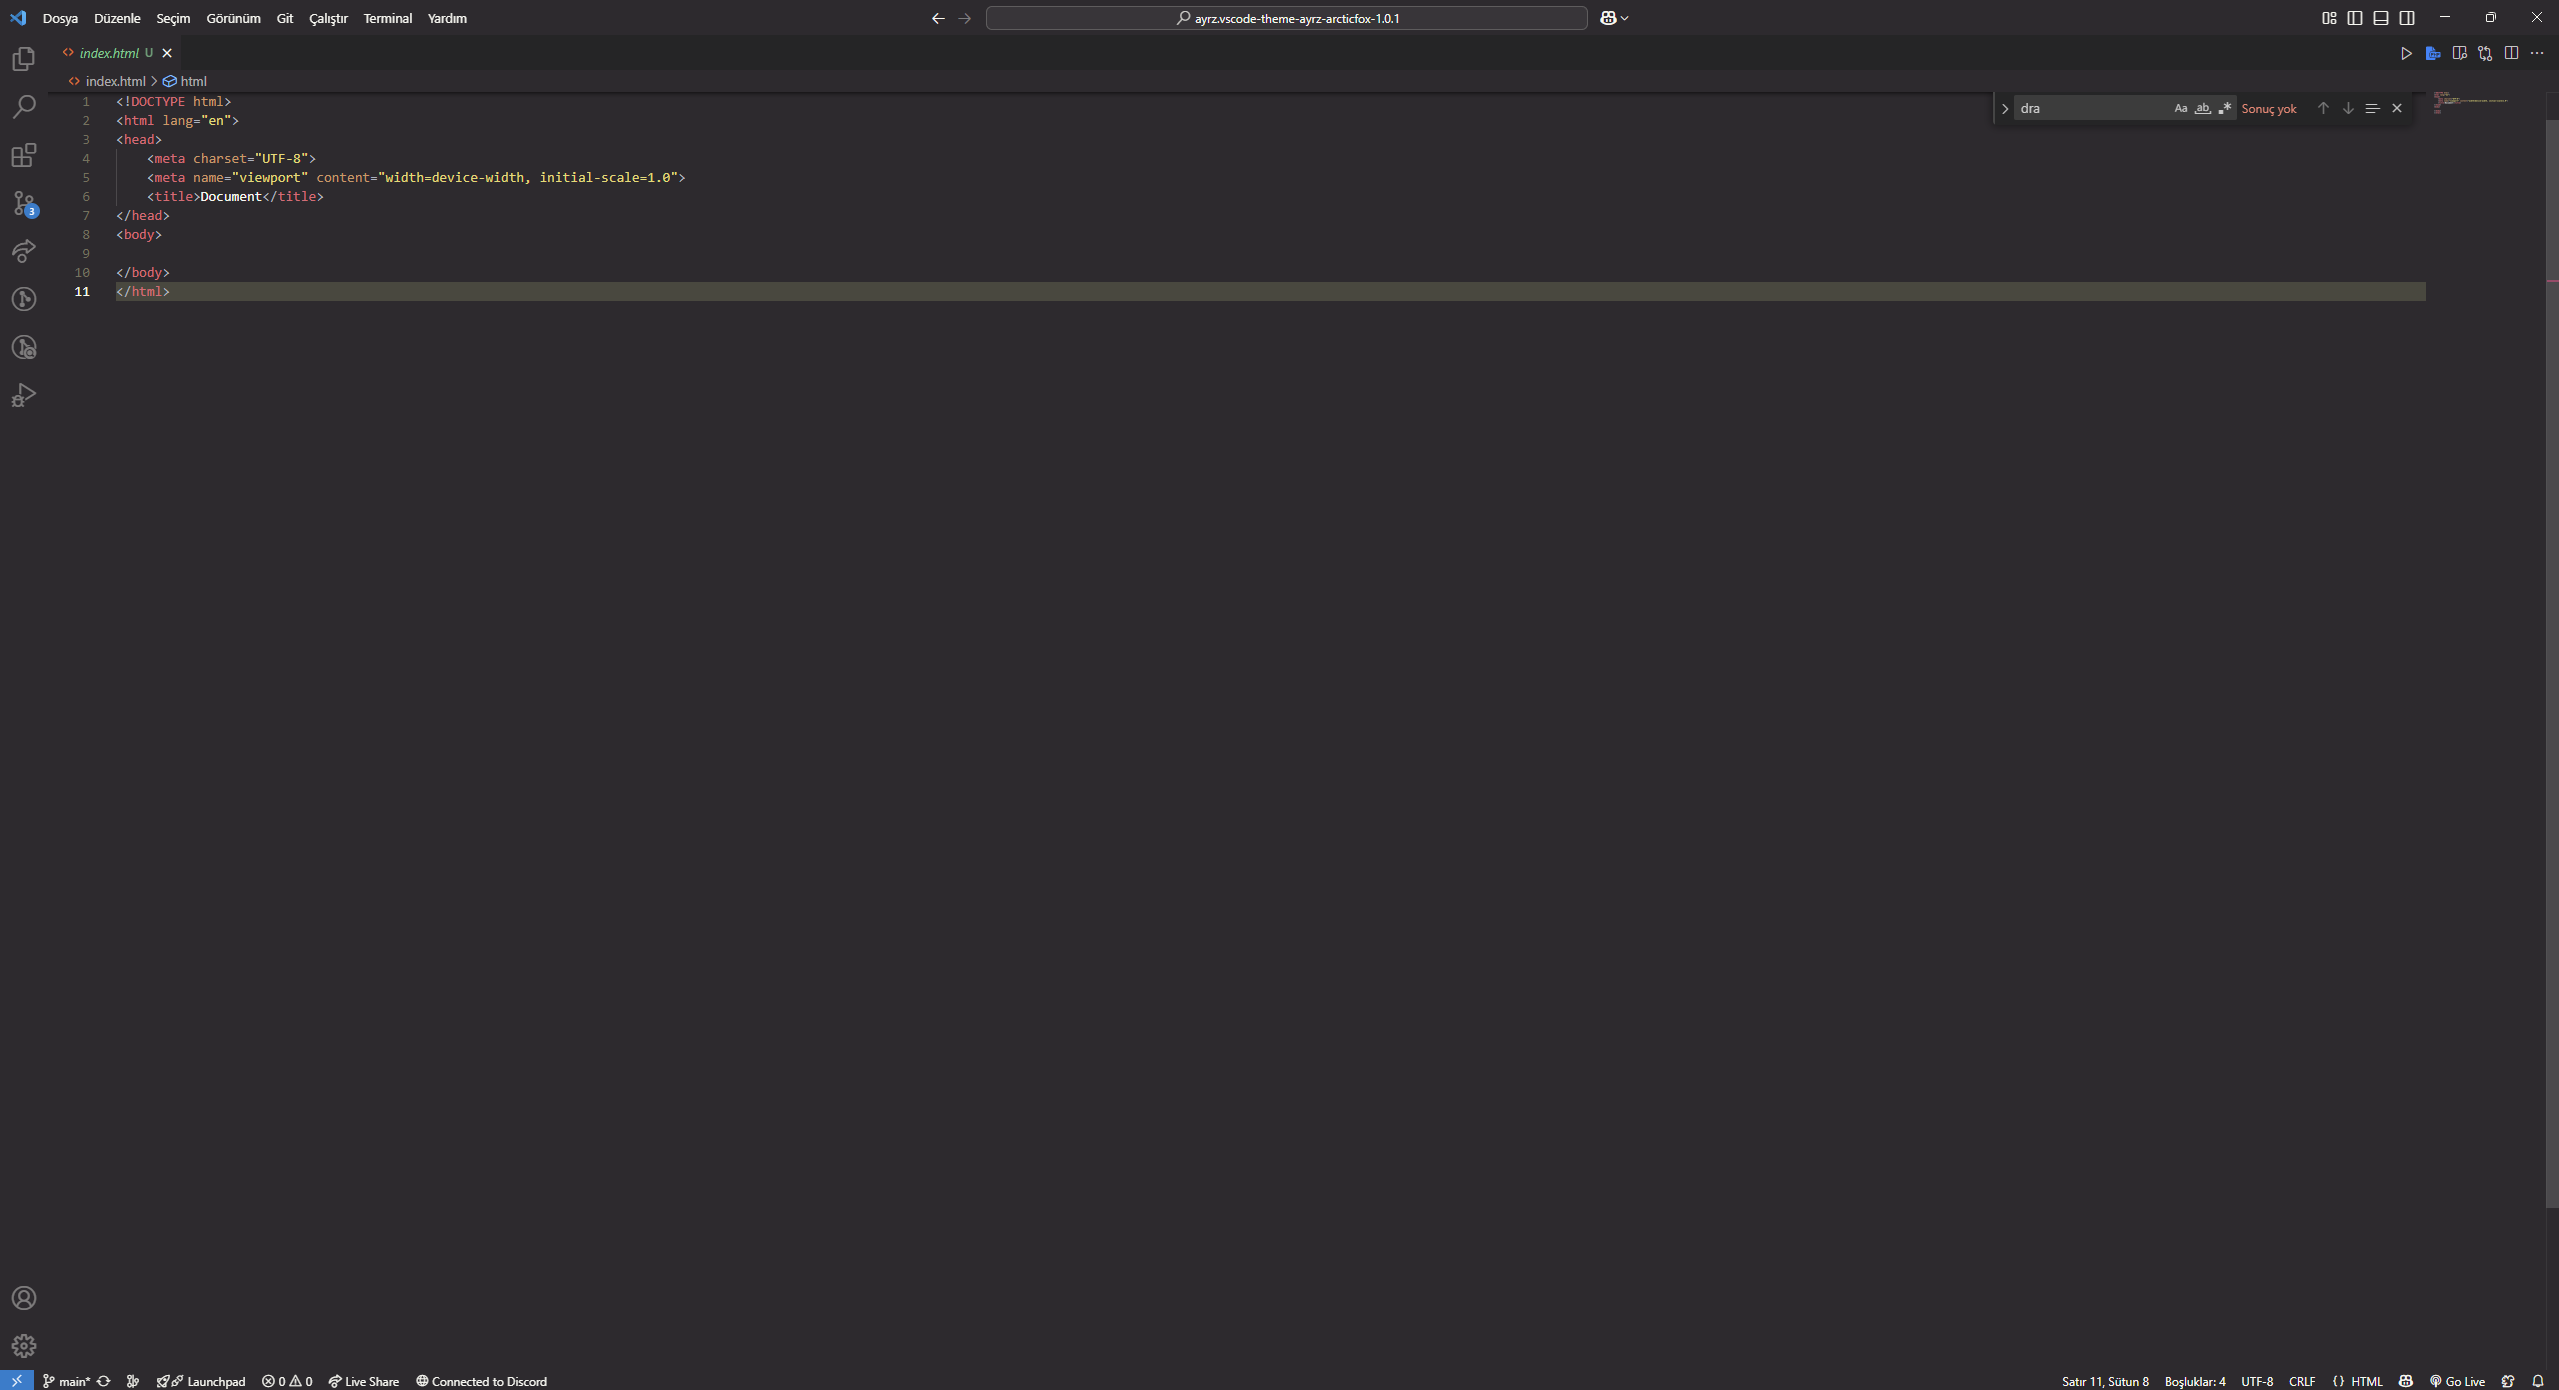 Dosya Düzenle Seçim Görünüm Git Çalıştır Terminal Yardım
ayrz.vscode-theme-ayrz-arcticfox-1.0.1
index.html U
index.html > html
dra Aa ab Sonuç yok
1 <!DOCTYPE html>
2 <html lang="en">
3 <head>
4     <meta charset="UTF-8">
5     <meta name="viewport" content="width=device-width, initial-scale=1.0">
6     <title>Document</title>
7 </head>
8 <body>
9
10 </body>
11 </html>
3
main* Launchpad 0 0 Live Share Connected to Discord
Satır 11, Sütun 8 Boşluklar: 4 UTF-8 CRLF {} HTML Go Live